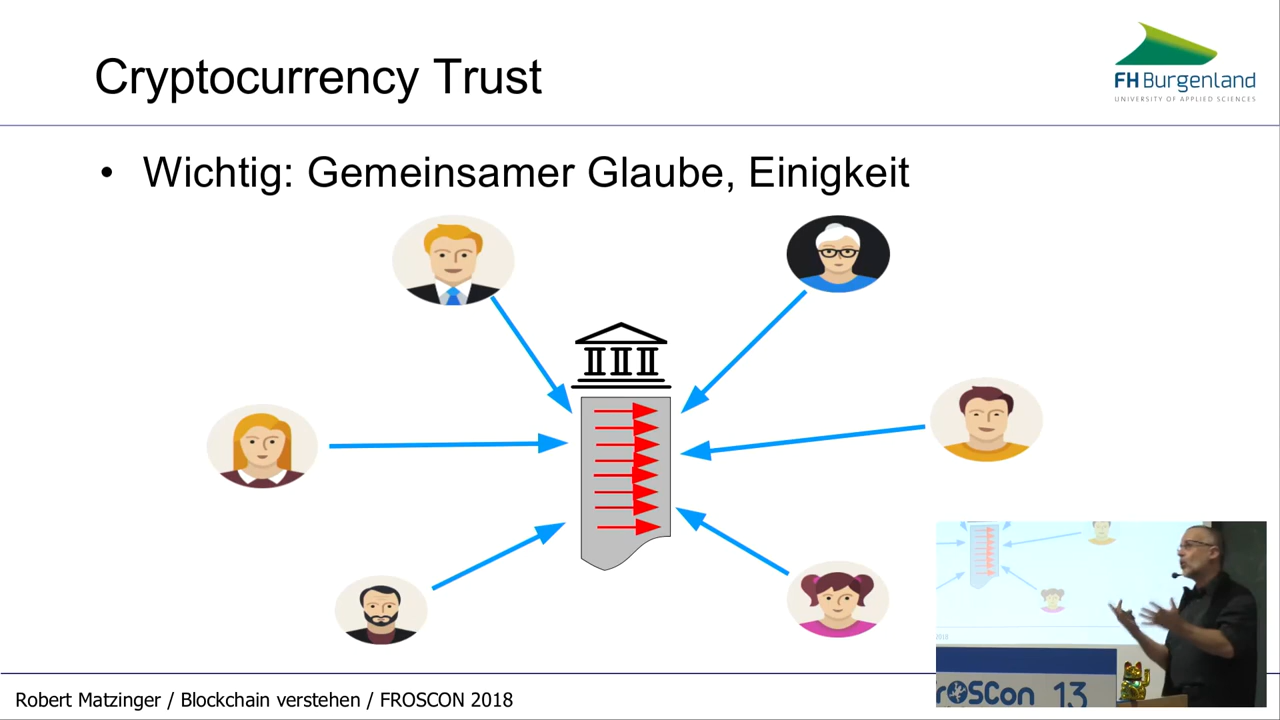 Cryptocurrency Trust
FH Burgenland
UNIVERSITY OF APPLIED SCIENCES
• Wichtig: Gemeinsamer Glaube, Einigkeit
2018
rOSCon 13
Robert Matzinger / Blockchain verstehen / FROSCON 2018